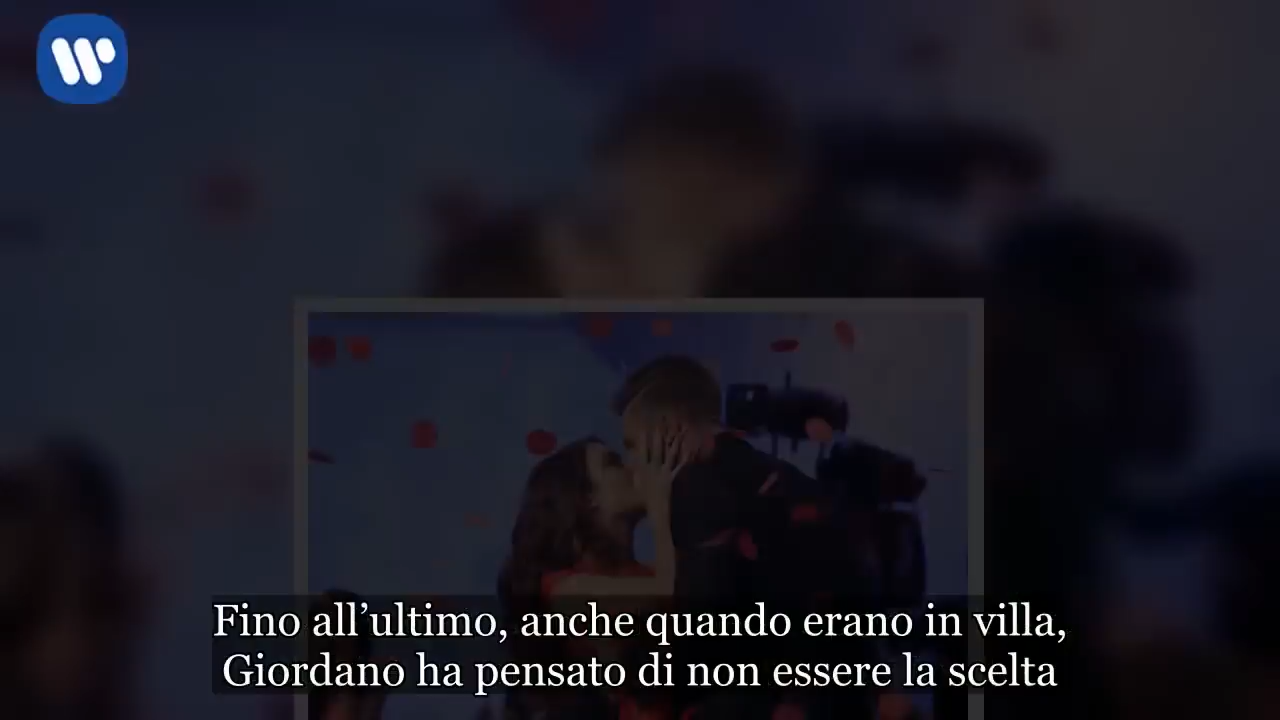 Fino all’ultimo, anche quando erano in villa,
Giordano ha pensato di non essere la scelta